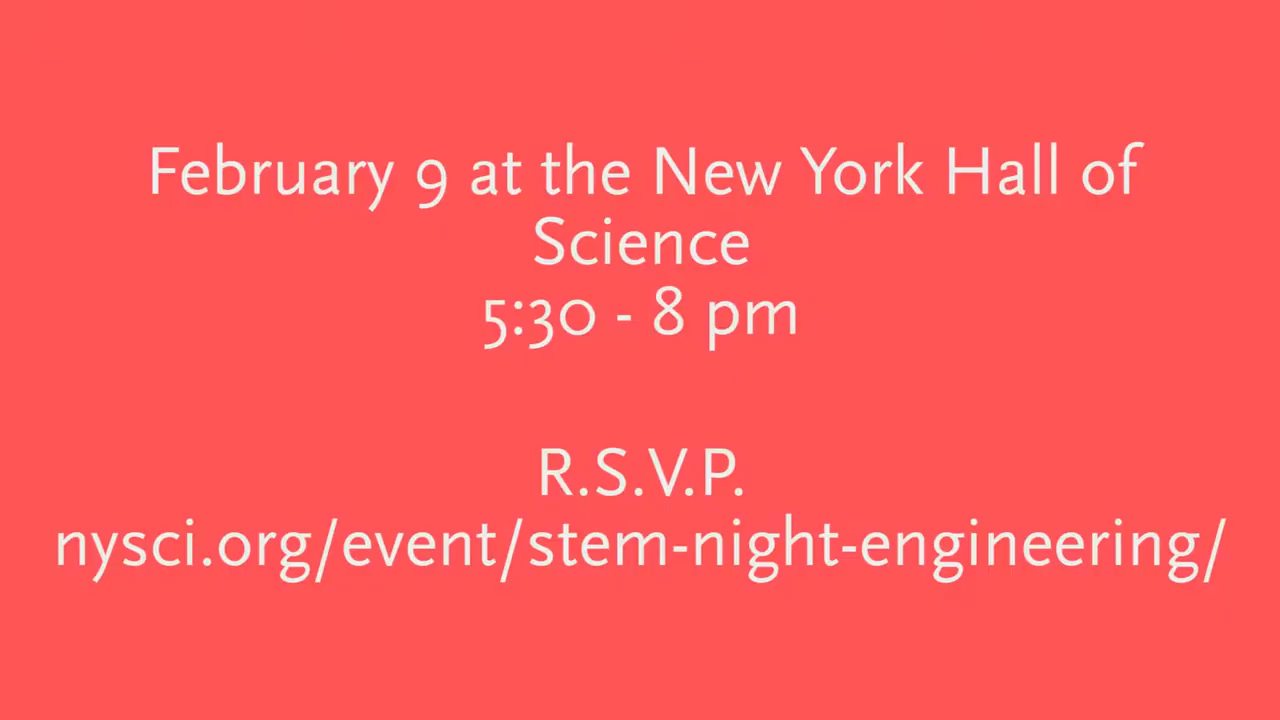 February 9 at the New York Hall of
Science
5:30 - 8 pm
R.S.V.P.
nysci.org/event/stem-night-engineering/